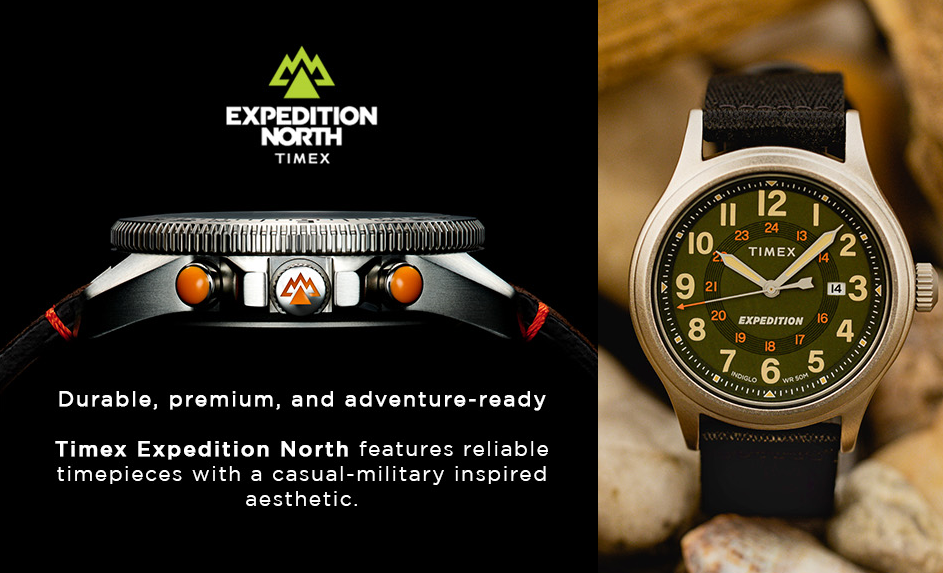 EXPEDITION
NORTH
TIMEX
Durable, premium, and adventure-ready
Timex Expedition North features reliable
timepieces with a casual-military inspired
aesthetic.
12
1
2
3
4
5
6
7
8
9
10
11
24
13
14
16
17
18
19
20
21
23
TIMEX
14
EXPEDITION
INDIGLO WR 50M